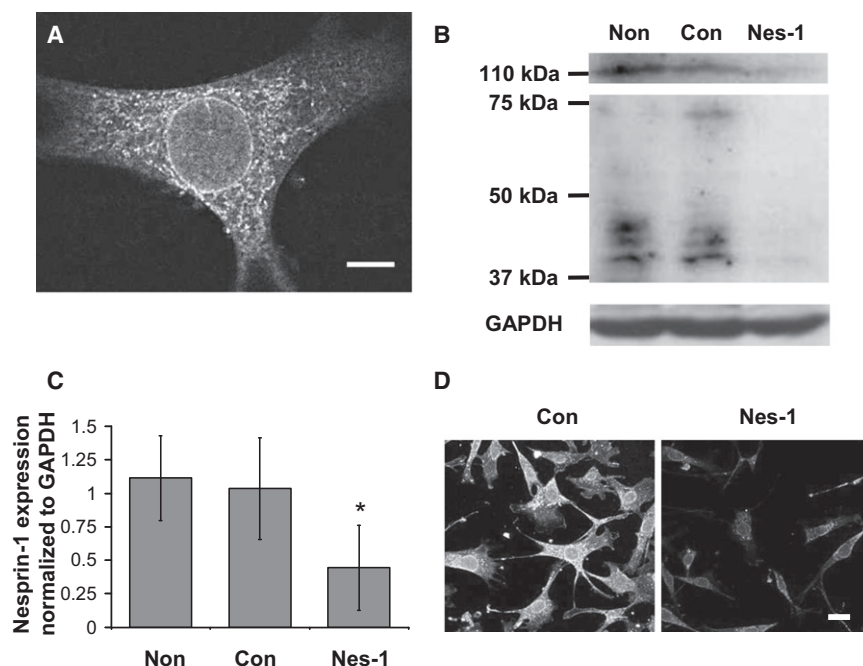 A
B
Non Con Nes-1
110 kDa
75 kDa
50 kDa
37 kDa
GAPDH
C
Nesprin-1 expression
normalized to GAPDH
1.5
1.25
1
0.75
0.5
0.25
0
*
Non Con Nes-1
D
Con Nes-1